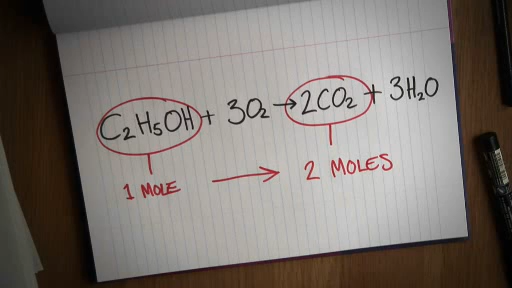 C₂H₅OH + 3O₂ → 2CO₂ + 3H₂O
1 MOLE → 2 MOLES